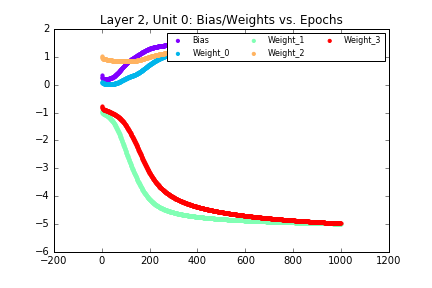 Layer 2, Unit 0: Bias/Weights vs. Epochs
2
1
0
−1
−2
−3
−4
−5
−6
Bias Weight_1 Weight_3
Weight_0 Weight_2
−200 0 200 400 600 800 1000 1200